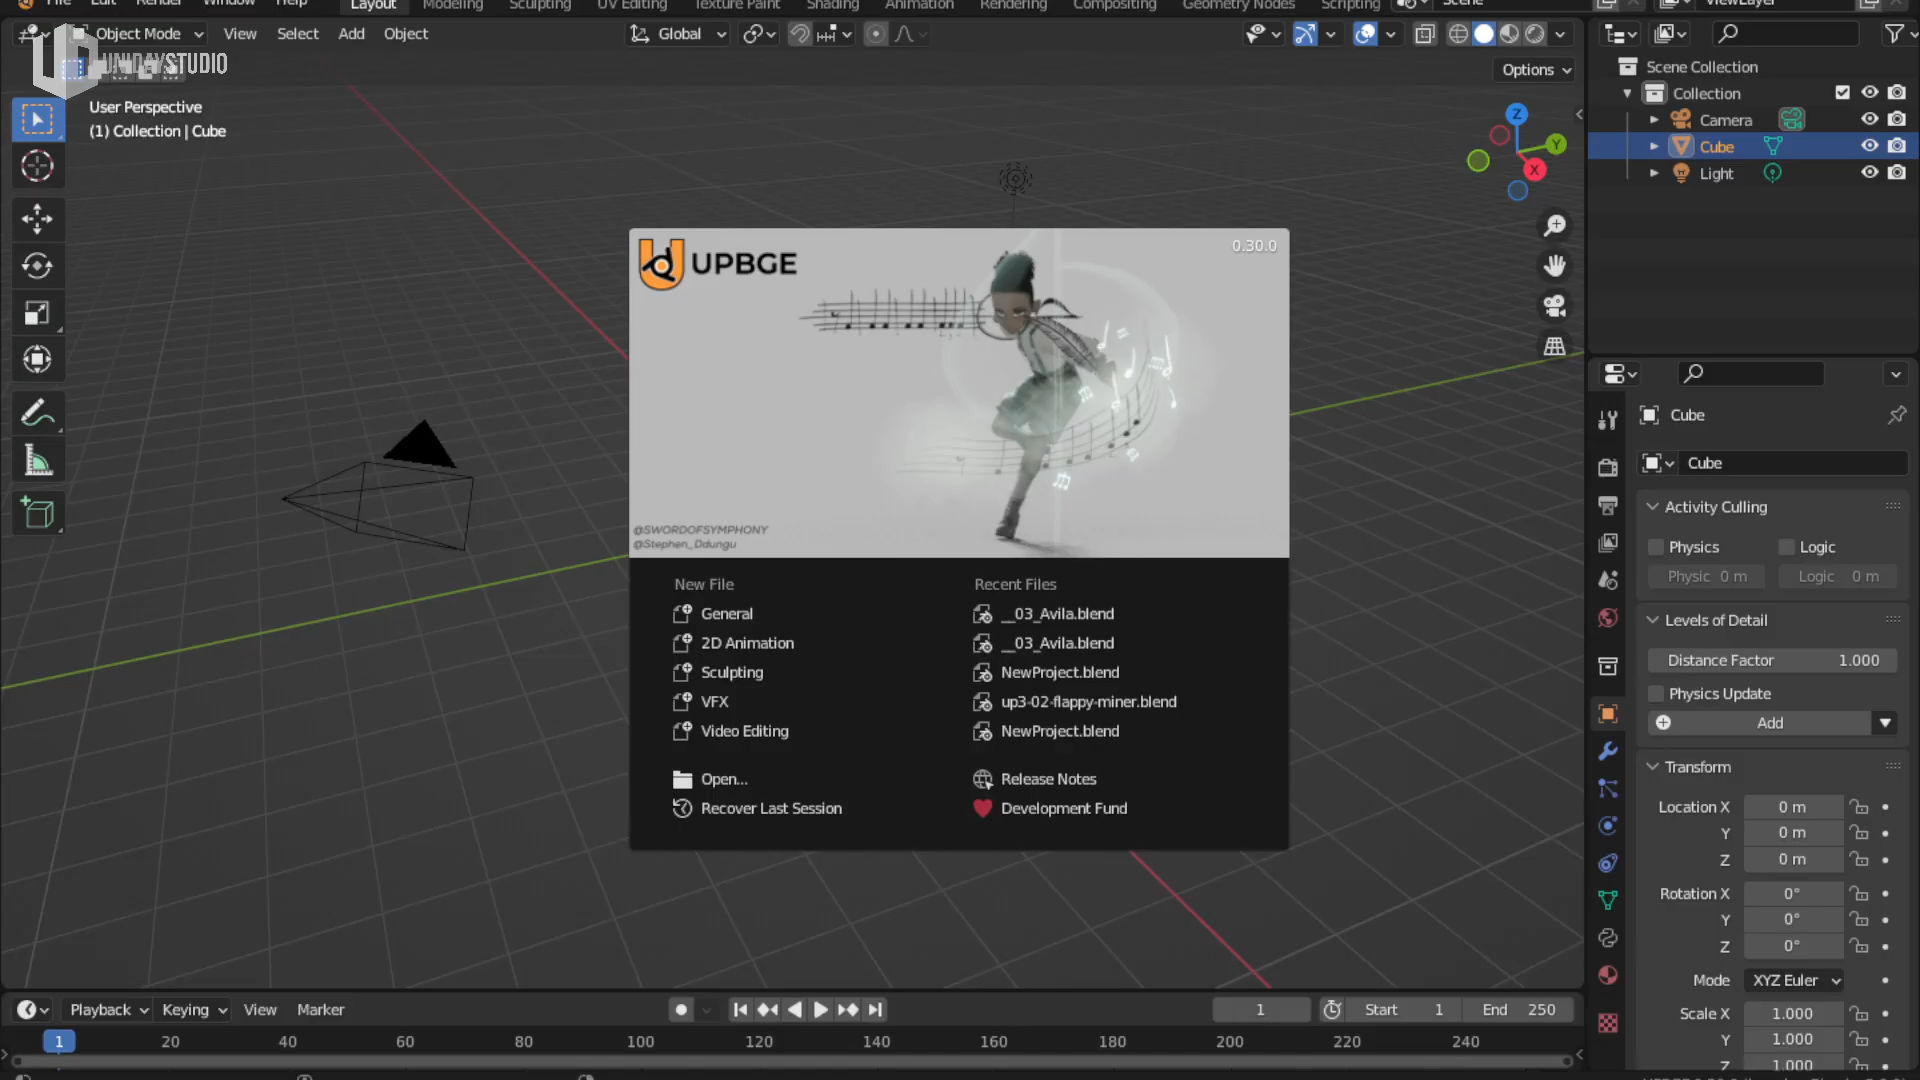 File Edit Render Window Help Layout Modeling Sculpting UV Editing Texture Paint Shading Animation Rendering Compositing Geometry Nodes Scripting Scene ViewLayer
Object Mode View Select Add Object Global
UNIDAYSTUDIO
Options
User Perspective
(1) Collection | Cube
Z
Y
X
Scene Collection
Collection
Camera
Cube
Light
UPBGE
0.30.0
@SWORDOFSYMPHONY
@Stephen_Ddungu
New File
General
2D Animation
Sculpting
VFX
Video Editing
Open...
Recover Last Session
Recent Files
__03_Avila.blend
__03_Avila.blend
NewProject.blend
up3-02-flappy-miner.blend
NewProject.blend
Release Notes
Development Fund
Cube
Cube
Activity Culling
Physics Logic
Physic 0 m Logic 0 m
Levels of Detail
Distance Factor 1.000
Physics Update
Add
Transform
Location X 0 m
Y 0 m
Z 0 m
Rotation X 0°
Y 0°
Z 0°
Mode XYZ Euler
Scale X 1.000
Y 1.000
Z 1.000
Playback Keying View Marker 1 Start 1 End 250
1 20 40 60 80 100 120 140 160 180 200 220 240